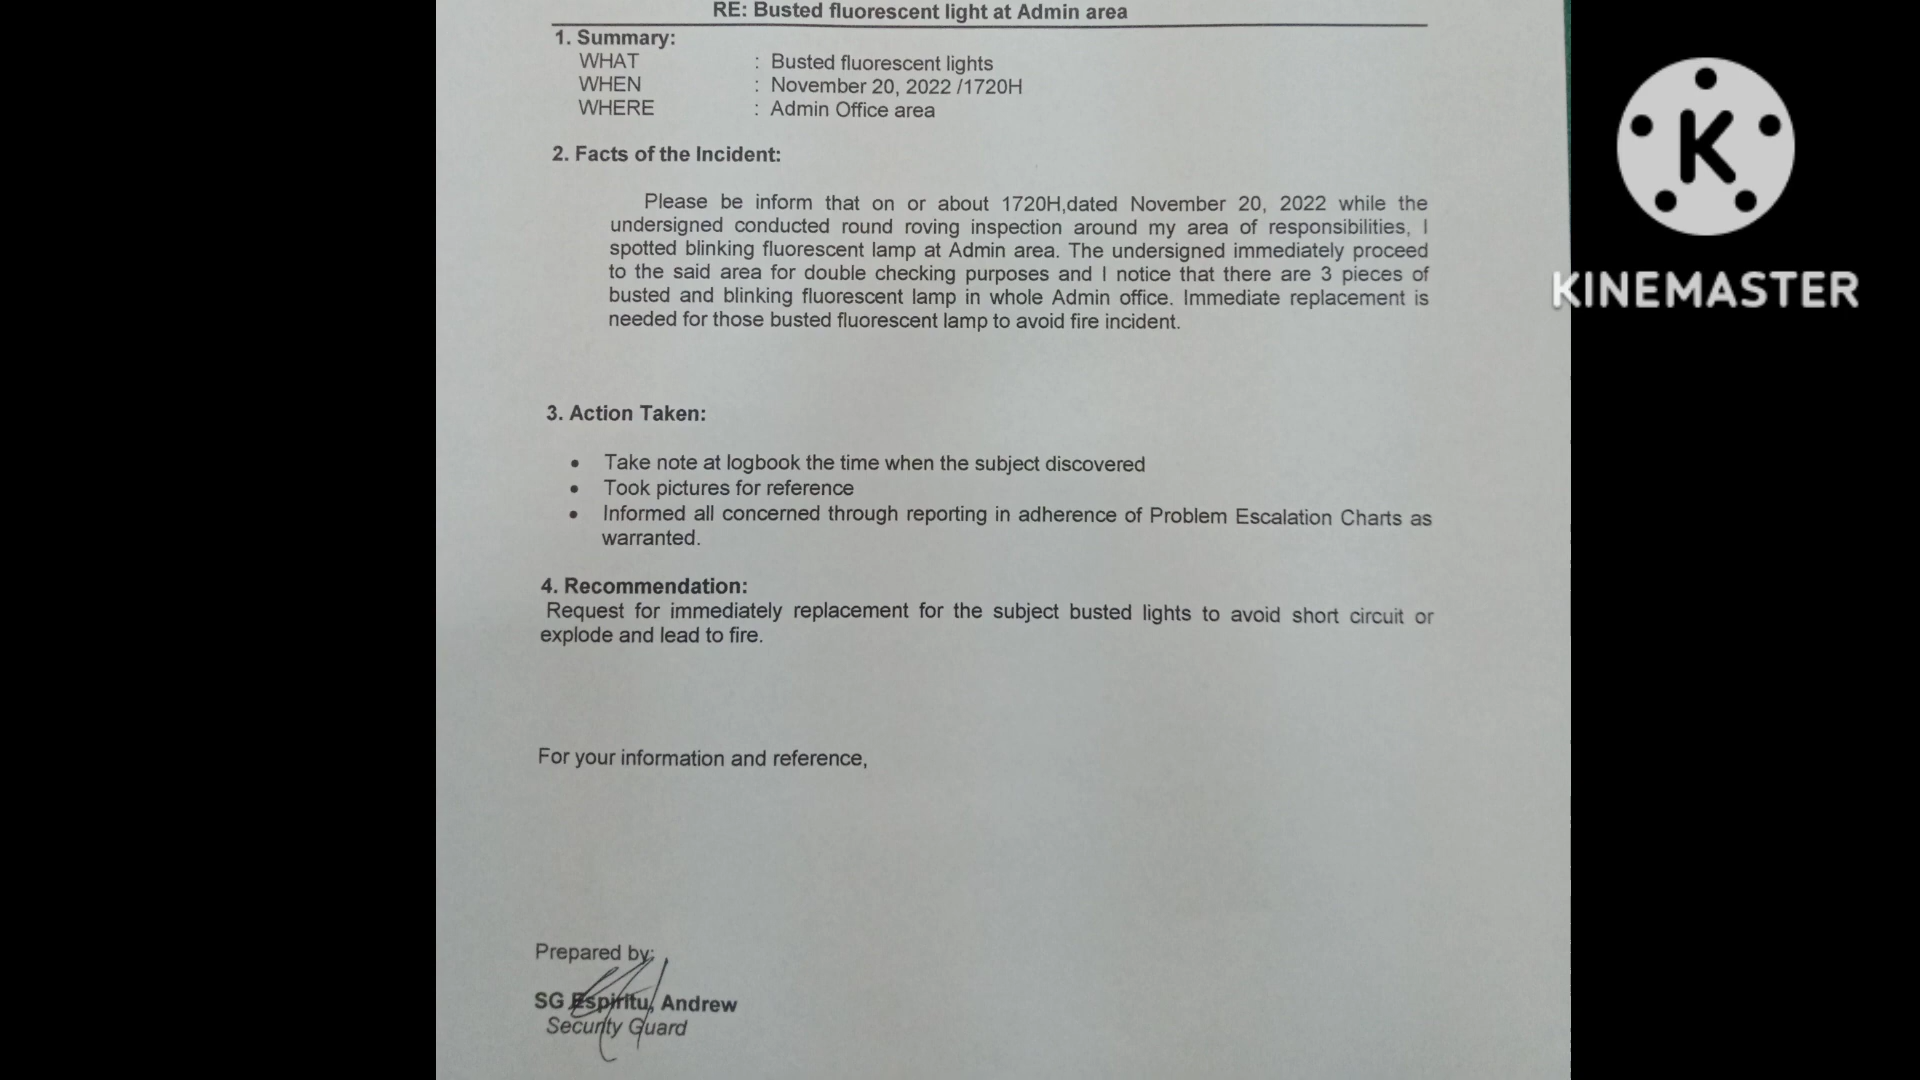 RE: Busted fluorescent light at Admin area
1. Summary:
WHAT : Busted fluorescent lights
WHEN : November 20, 2022 /1720H
WHERE : Admin Office area
2. Facts of the Incident:
Please be inform that on or about 1720H,dated November 20, 2022 while the
undersigned conducted round roving inspection around my area of responsibilities, I
spotted blinking fluorescent lamp at Admin area. The undersigned immediately proceed
to the said area for double checking purposes and I notice that there are 3 pieces of
busted and blinking fluorescent lamp in whole Admin office. Immediate replacement is
needed for those busted fluorescent lamp to avoid fire incident.
3. Action Taken:
• Take note at logbook the time when the subject discovered
• Took pictures for reference
• Informed all concerned through reporting in adherence of Problem Escalation Charts as
warranted.
4. Recommendation:
Request for immediately replacement for the subject busted lights to avoid short circuit or
explode and lead to fire.
For your information and reference,
Prepared by:
SG Espiritu, Andrew
Security Guard
K
KINEMASTER